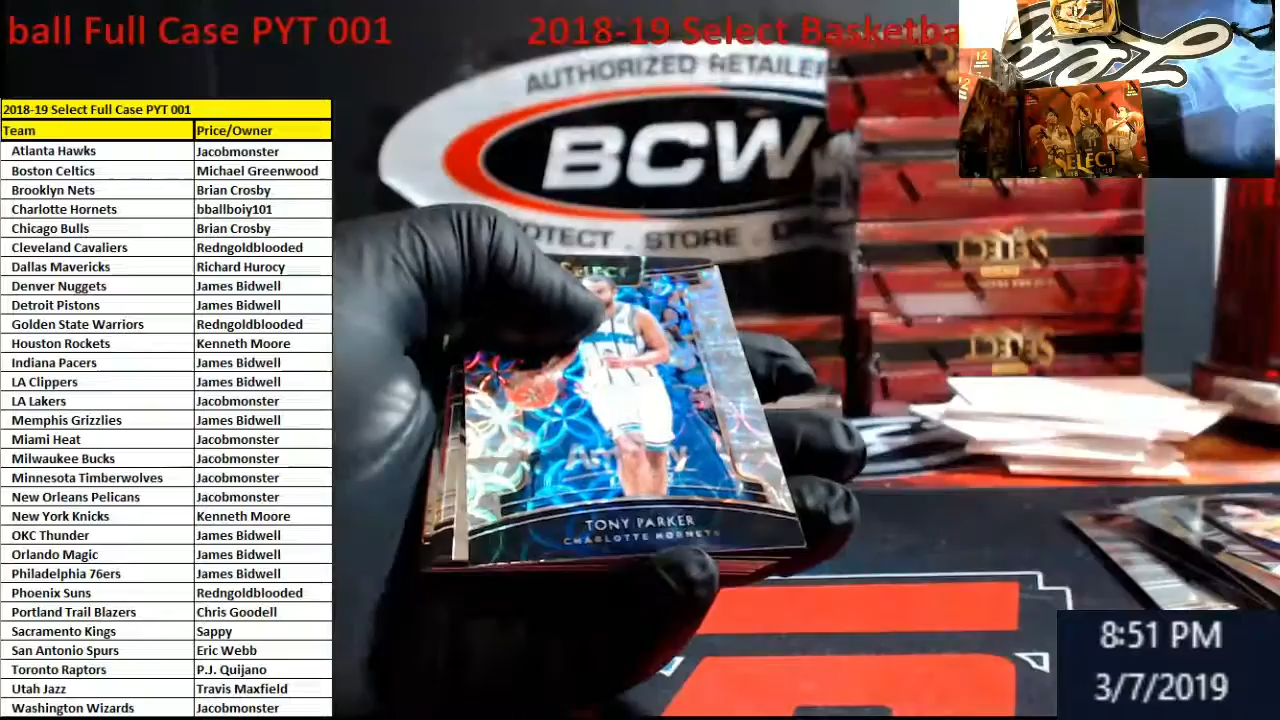 ball Full Case PYT 001
2018-19 Select Basketba
2018-19 Select Full Case PYT 001
Team Price/Owner
Atlanta Hawks Jacobmonster
Boston Celtics Michael Greenwood
Brooklyn Nets Brian Crosby
Charlotte Hornets bballboiy101
Chicago Bulls Brian Crosby
Cleveland Cavaliers Redngoldblooded
Dallas Mavericks Richard Hurocy
Denver Nuggets James Bidwell
Detroit Pistons James Bidwell
Golden State Warriors Redngoldblooded
Houston Rockets Kenneth Moore
Indiana Pacers James Bidwell
LA Clippers James Bidwell
LA Lakers Jacobmonster
Memphis Grizzlies James Bidwell
Miami Heat Jacobmonster
Milwaukee Bucks Jacobmonster
Minnesota Timberwolves Jacobmonster
New Orleans Pelicans Jacobmonster
New York Knicks Kenneth Moore
OKC Thunder James Bidwell
Orlando Magic James Bidwell
Philadelphia 76ers James Bidwell
Phoenix Suns Redngoldblooded
Portland Trail Blazers Chris Goodell
Sacramento Kings Sappy
San Antonio Spurs Eric Webb
Toronto Raptors P.J. Quijano
Utah Jazz Travis Maxfield
Washington Wizards Jacobmonster
AUTHORIZED RETAILER
BCW
OTECT . STORE .
SELECT
TONY PARKER
CHARLOTTE HORNETS
SELECT
SELECT
SELECT
12
8:51 PM
3/7/2019